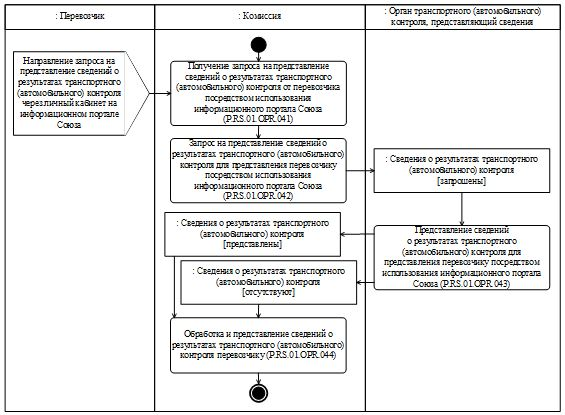 : Перевозчик
: Комиссия
: Орган транспортного (автомобильного)
контроля, представляющий сведения
Направление запроса на
представление сведений о
результатах транспортного
(автомобильного) контроля
через личный кабинет на
информационном портале
Союза
Получение запроса на представление
сведений о результатах транспортного
(автомобильного) контроля от перевозчика
посредством использования
информационного портала Союза
(P.RS.01.OPR.041)
Запрос на представление сведений о
результатах транспортного (автомобильного)
контроля для представления перевозчику
посредством использования
информационного портала Союза
(P.RS.01.OPR.042)
: Сведения о результатах транспортного
(автомобильного) контроля
[запрошены]
: Сведения о результатах транспортного
(автомобильного) контроля
[представлены]
Представление сведений
о результатах транспортного
(автомобильного) контроля для
представления перевозчику посредством
использования информационного портала
Союза (P.RS.01.OPR.043)
: Сведения о результатах транспортного
(автомобильного) контроля
[отсутствуют]
Обработка и представление сведений о
результатах транспортного (автомобильного)
контроля перевозчику (P.RS.01.OPR.044)